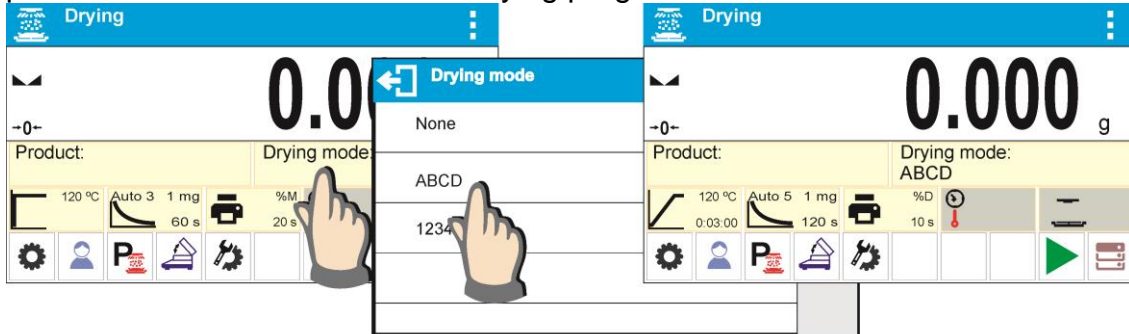 Drying
0.00
→0←
Product:
Drying mode:
120 ºC
Auto 3 1 mg
60 s
%M
20 s
P
Drying mode
None
ABCD
1234
Drying
0.000
g
→0←
Product:
Drying mode:
ABCD
120 ºC
0:03:00
Auto 5 1 mg
120 s
%D
10 s
P